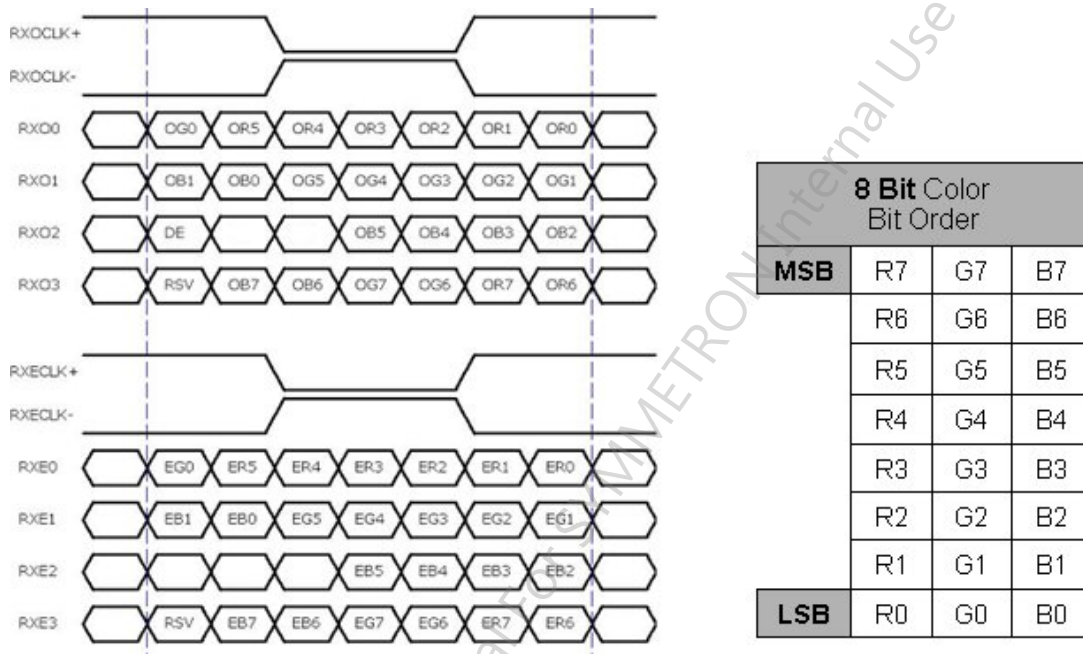 RXOCLK+
RXOCLK-
RXO0 OG0 OR5 OR4 OR3 OR2 OR1 OR0
RXO1 OB1 OB0 OG5 OG4 OG3 OG2 OG1
RXO2 DE OB5 OB4 OB3 OB2
RXO3 RSV OB7 OB6 OG7 OG6 OR7 OR6
RXECLK+
RXECLK-
RXE0 EG0 ER5 ER4 ER3 ER2 ER1 ER0
RXE1 EB1 EB0 EG5 EG4 EG3 EG2 EG1
RXE2 EB5 EB4 EB3 EB2
RXE3 RSV EB7 EB6 EG7 EG6 ER7 ER6
8 Bit Color
Bit Order
MSB R7 G7 B7
R6 G6 B6
R5 G5 B5
R4 G4 B4
R3 G3 B3
R2 G2 B2
R1 G1 B1
LSB R0 G0 B0
For SYMMETRON Internal Use